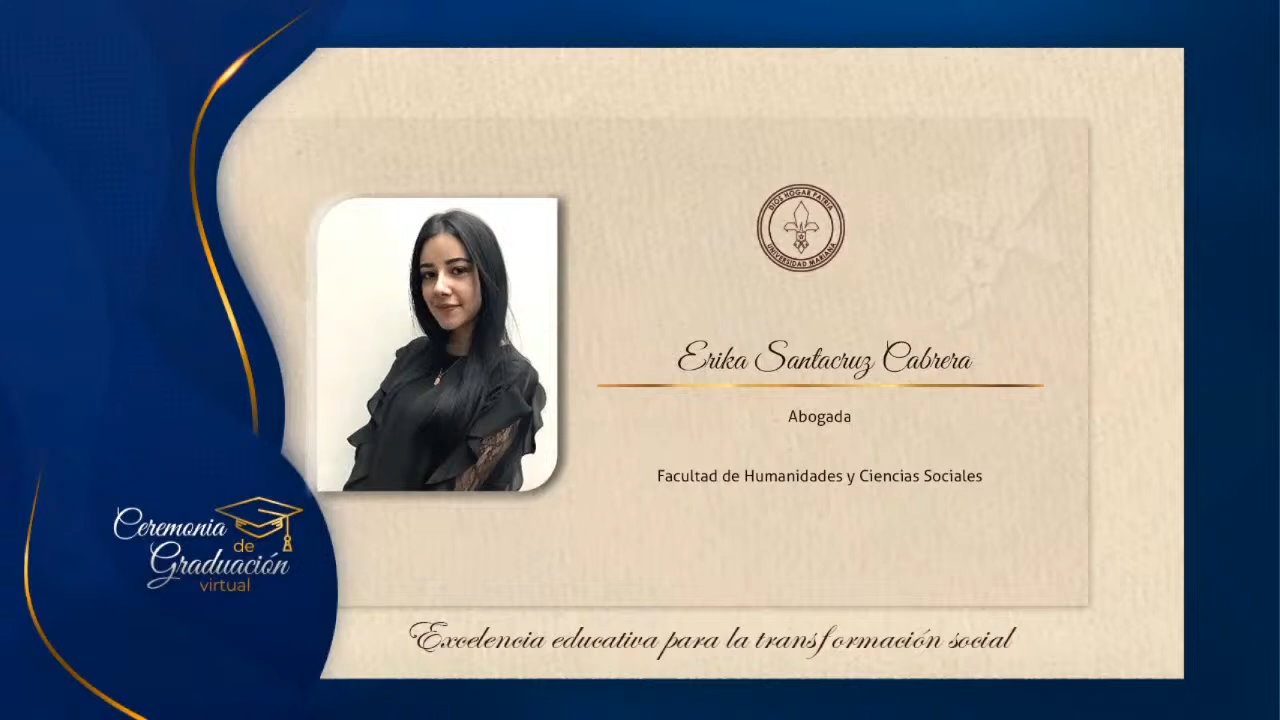 DIOS HOGAR PATRIA
UNIVERSIDAD MARIANA
Erika Santacruz Cabrera
Abogada
Facultad de Humanidades y Ciencias Sociales
Ceremonia
de
Graduación
virtual
Excelencia educativa para la transformación social